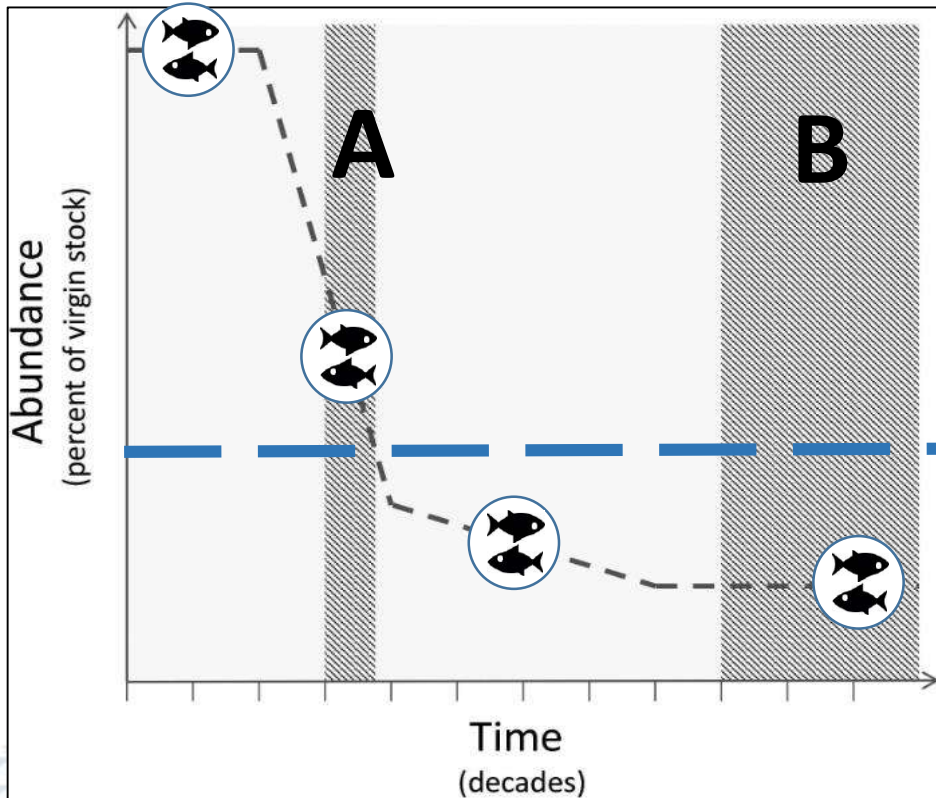 A
B
Abundance
(percent of virgin stock)
Time
(decades)